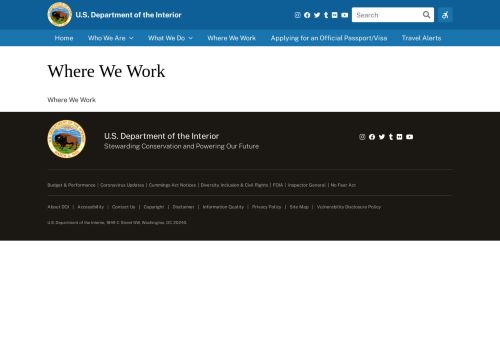 U.S. Department of the Interior
Search
Home Who We Are What We Do Where We Work Applying for an Official Passport/Visa Travel Alerts
Where We Work
Where We Work
U.S. Department of the Interior
Stewarding Conservation and Powering Our Future
Budget & Performance | Coronavirus Updates | Cummings Act Notices | Diversity, Inclusion & Civil Rights | FOIA | Inspector General | No Fear Act
About DOI | Accessibility | Contact Us | Copyright | Disclaimer | Information Quality | Privacy Policy | Site Map | Vulnerability Disclosure Policy
U.S. Department of the Interior, 1849 C Street NW, Washington, DC 20240.